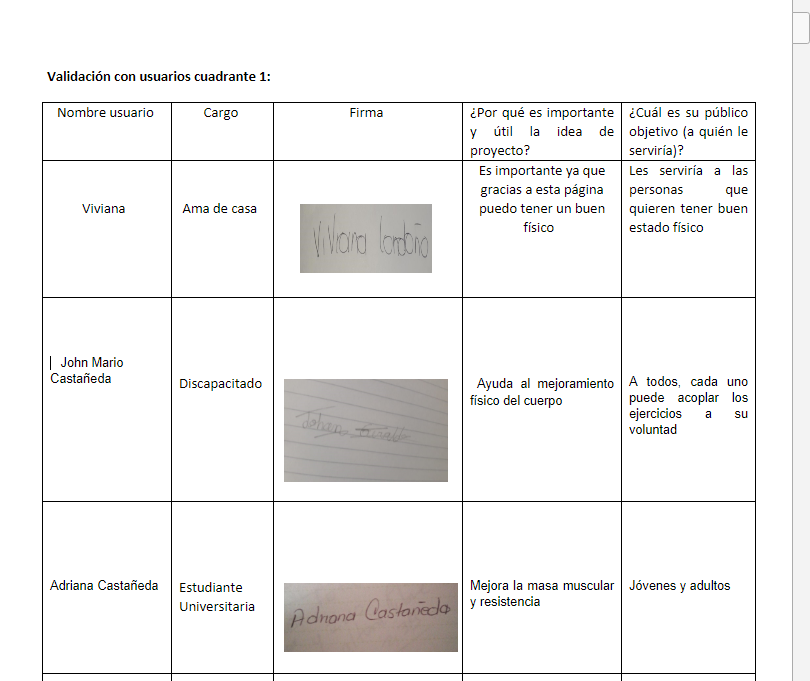 Validación con usuarios cuadrante 1:
Nombre usuario
Cargo
Firma
¿Por qué es importante
y útil la idea de
proyecto?
¿Cuál es su público
objetivo (a quién le
serviría)?
Viviana
Ama de casa
Viviana londoño
Es importante ya que
gracias a esta página
puedo tener un buen
físico
Les serviría a las
personas que
quieren tener buen
estado físico
John Mario
Castañeda
Discapacitado
Johan
Ayuda al mejoramiento
físico del cuerpo
A todos, cada uno
puede acoplar los
ejercicios a su
voluntad
Adriana Castañeda
Estudiante
Universitaria
Adriana Castañeda
Mejora la masa muscular
y resistencia
Jóvenes y adultos